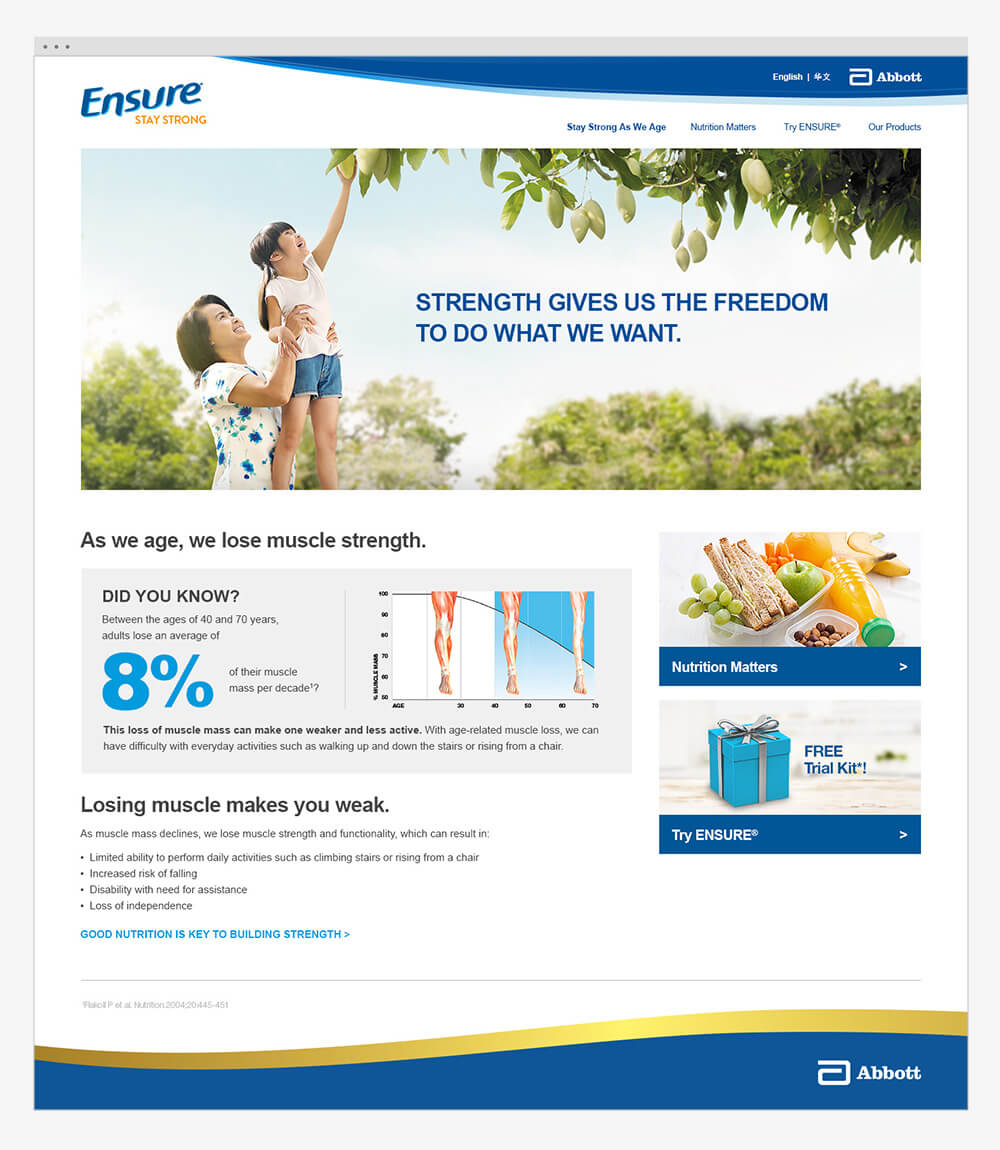 English | 华文
Abbott
Ensure
STAY STRONG
Stay Strong As We Age
Nutrition Matters
Try ENSURE®
Our Products
STRENGTH GIVES US THE FREEDOM
TO DO WHAT WE WANT.
As we age, we lose muscle strength.
DID YOU KNOW?
Between the ages of 40 and 70 years,
adults lose an average of
8%
of their muscle
mass per decade¹?
% MUSCLE MASS
100
90
80
70
60
50
AGE
30
40
50
60
70
This loss of muscle mass can make one weaker and less active. With age-related muscle loss, we can
have difficulty with everyday activities such as walking up and down the stairs or rising from a chair.
Losing muscle makes you weak.
As muscle mass declines, we lose muscle strength and functionality, which can result in:
• Limited ability to perform daily activities such as climbing stairs or rising from a chair
• Increased risk of falling
• Disability with need for assistance
• Loss of independence
GOOD NUTRITION IS KEY TO BUILDING STRENGTH >
Nutrition Matters >
FREE
Trial Kit*!
Try ENSURE® >
¹Flakoll P et al. Nutrition.2004;20:445-451
Abbott